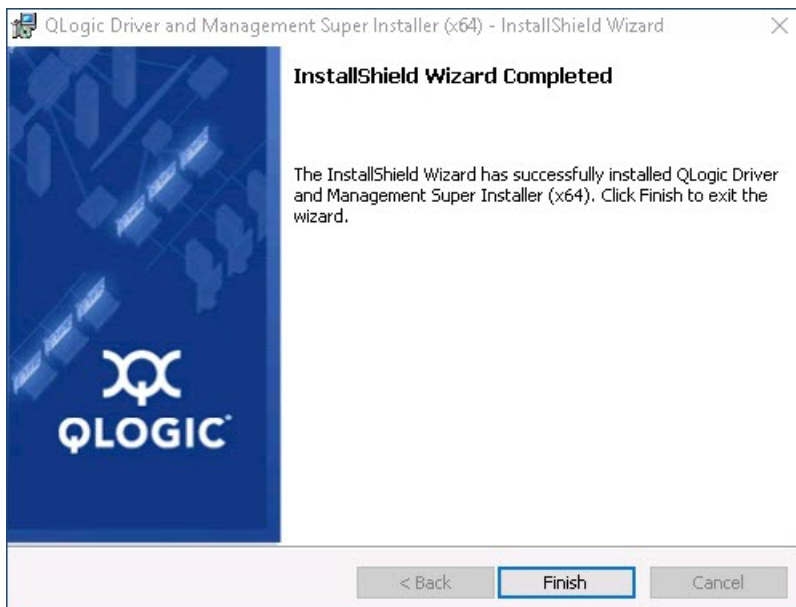 QLogic Driver and Management Super Installer (x64) - InstallShield Wizard
InstallShield Wizard Completed
The InstallShield Wizard has successfully installed QLogic Driver
and Management Super Installer (x64). Click Finish to exit the
wizard.
QLOGIC
< Back
Finish
Cancel